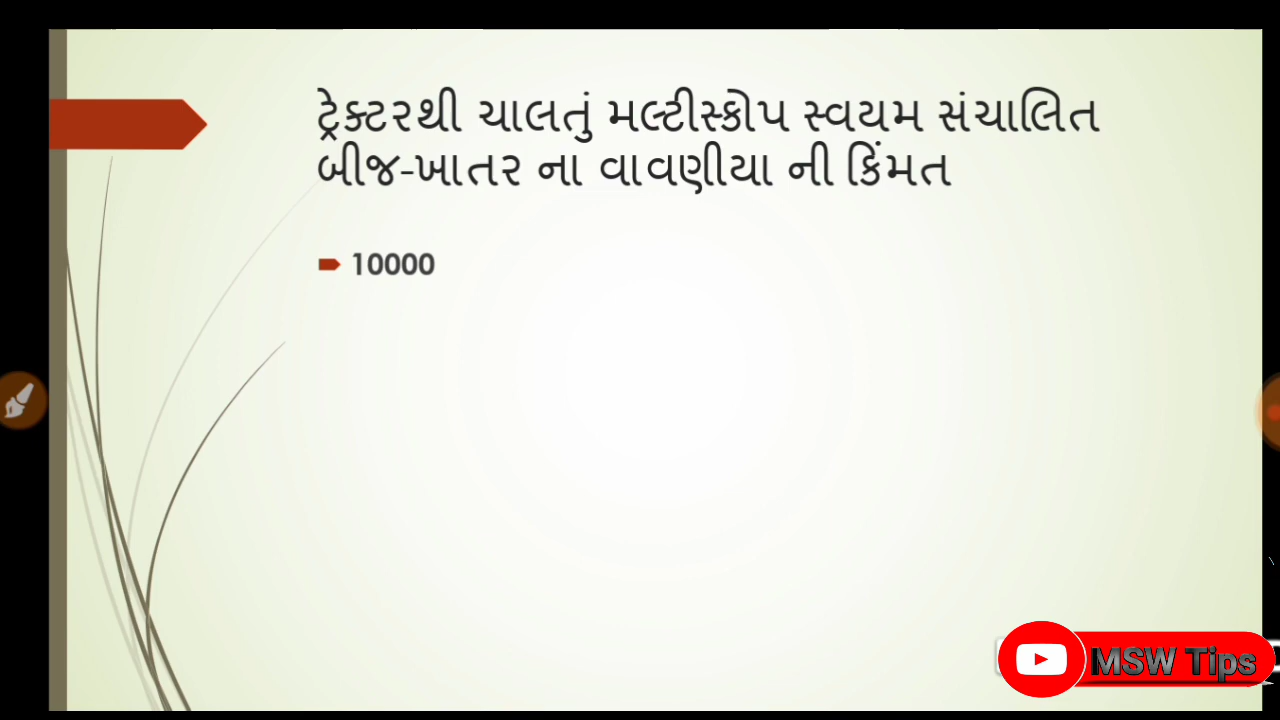 ટ્રેક્ટરથી ચાલતું મલ્ટીસ્કોપ સ્વયમ સંચાલિત
બીજ-ખાતર ના વાવણીયા ની કિંમત
10000
MSW Tips